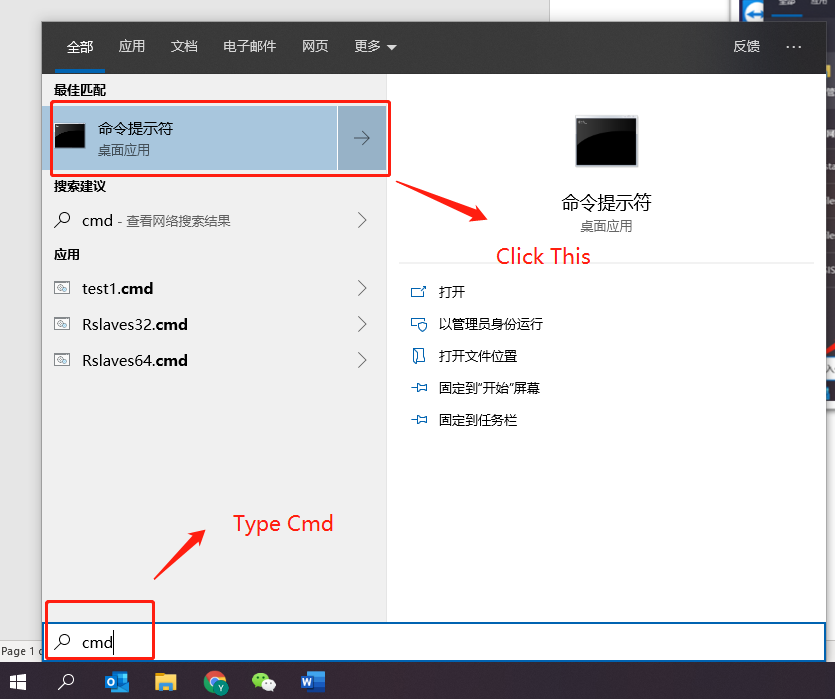 全部 应用 文档 电子邮件 网页 更多 反馈 ...
最佳匹配
命令提示符
桌面应用
搜索建议
cmd - 查看网络搜索结果
应用
test1.cmd
Rslaves32.cmd
Rslaves64.cmd
命令提示符
桌面应用
Click This
打开
以管理员身份运行
打开文件位置
固定到"开始"屏幕
固定到任务栏
Type Cmd
cmd
Page 1